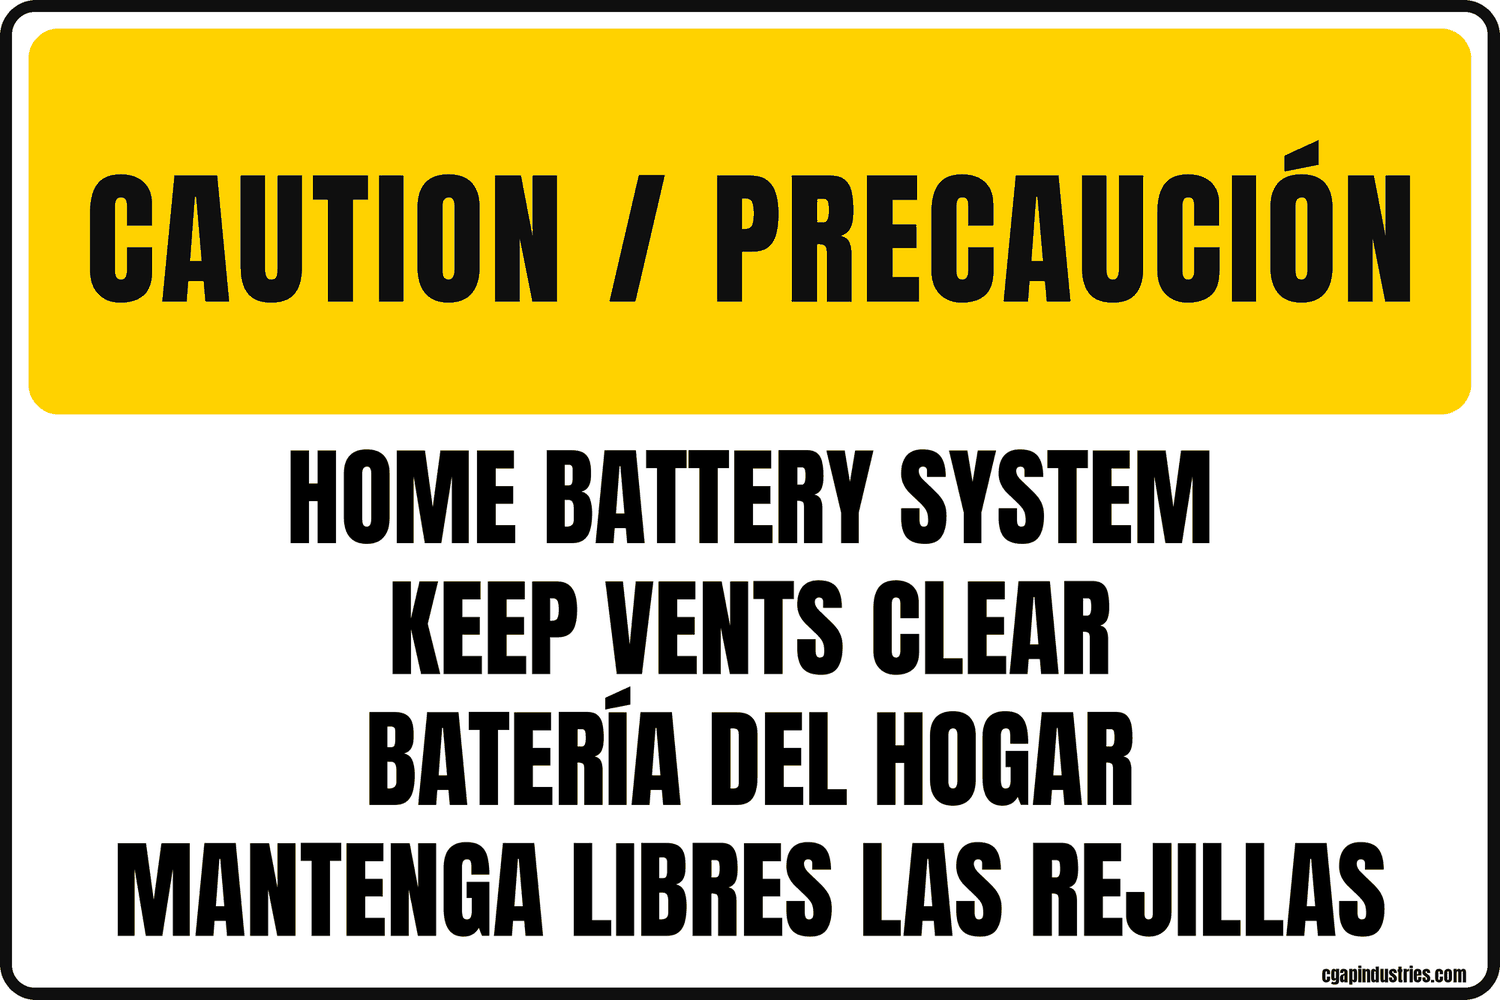 CAUTION / PRECAUCIÓN
HOME BATTERY SYSTEM
KEEP VENTS CLEAR
BATERÍA DEL HOGAR
MANTENGA LIBRES LAS REJILLAS
cgapindustries.com